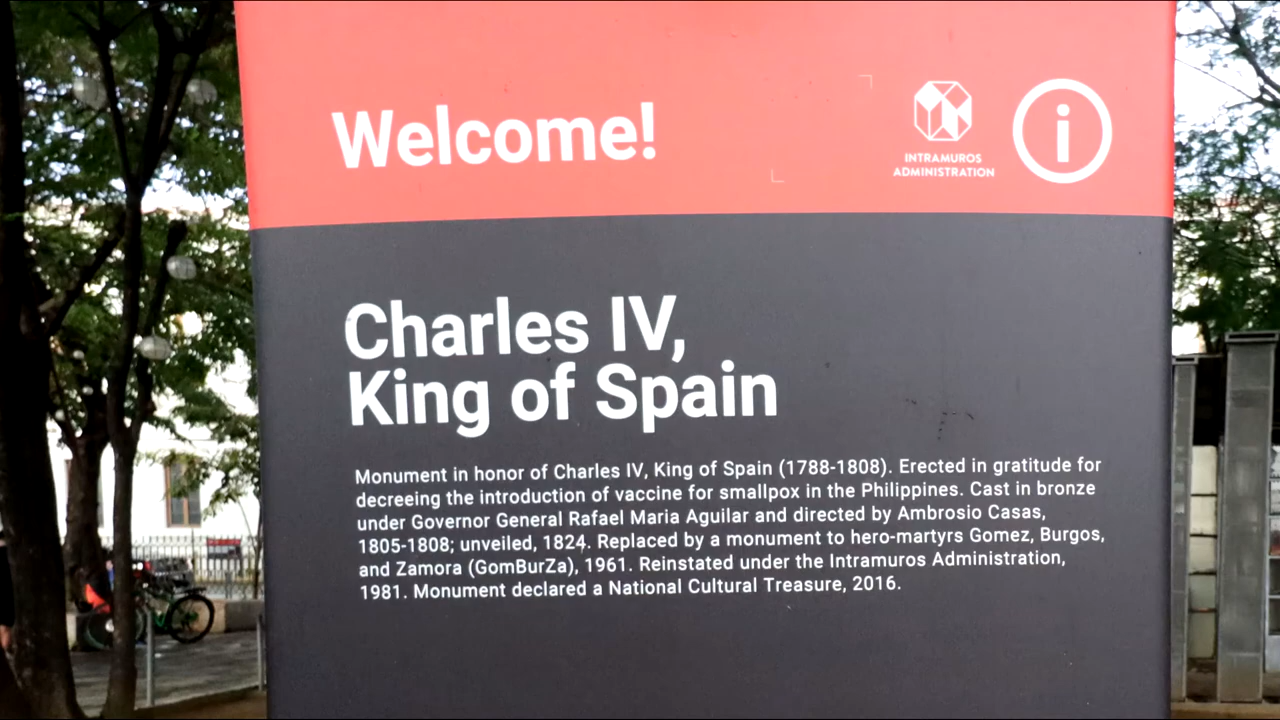 Welcome!
INTRAMUROS
ADMINISTRATION
i
Charles IV,
King of Spain
Monument in honor of Charles IV, King of Spain (1788-1808). Erected in gratitude for
decreeing the introduction of vaccine for smallpox in the Philippines. Cast in bronze
under Governor General Rafael Maria Aguilar and directed by Ambrosio Casas,
1805-1808; unveiled, 1824. Replaced by a monument to hero-martyrs Gomez, Burgos,
and Zamora (GomBurZa), 1961. Reinstated under the Intramuros Administration,
1981. Monument declared a National Cultural Treasure, 2016.